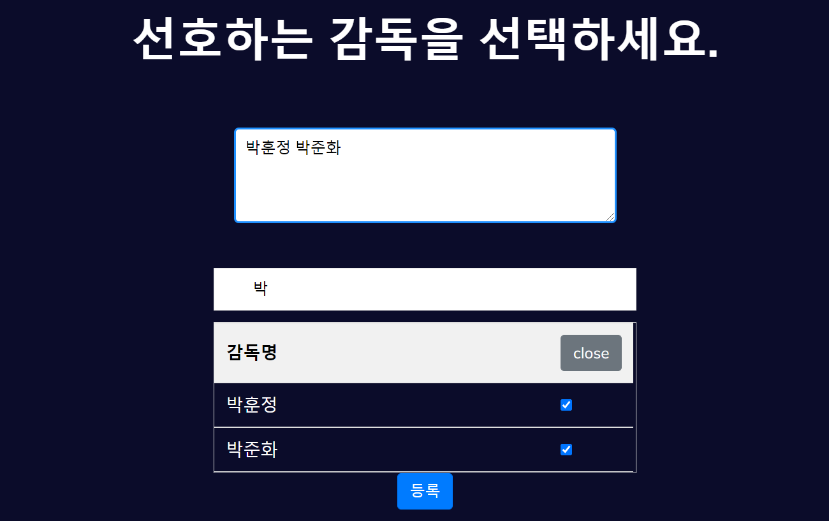 선호하는 감독을 선택하세요.
박훈정 박준화
박
감독명 close
박훈정
박준화
등록